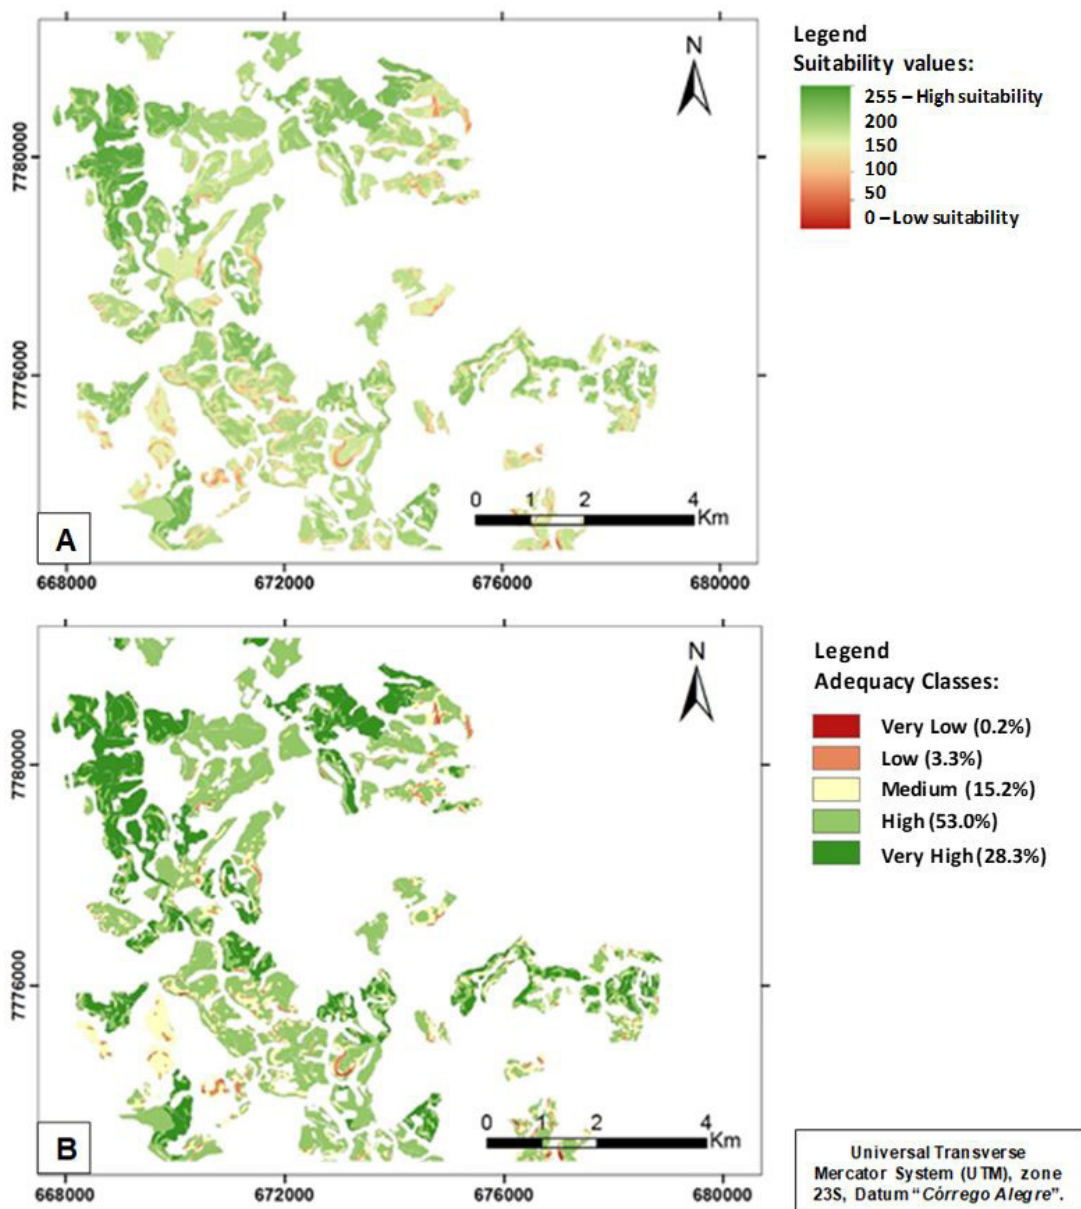 Legend
Suitability values:
255 – High suitability
200
150
100
50
0 – Low suitability
N
7780000
7776000
0 1 2 4
Km
A
668000 672000 676000 680000
Legend
Adequacy Classes:
Very Low (0.2%)
Low (3.3%)
Medium (15.2%)
High (53.0%)
Very High (28.3%)
N
7780000
7776000
0 1 2 4
Km
B
668000 672000 676000 680000
Universal Transverse
Mercator System (UTM), zone
23S, Datum “Córrego Alegre”.